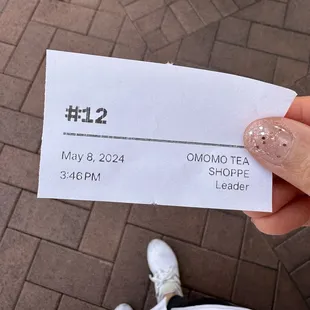 #12
May 8, 2024
3:46 PM
OMOMO TEA
SHOPPE
Leader